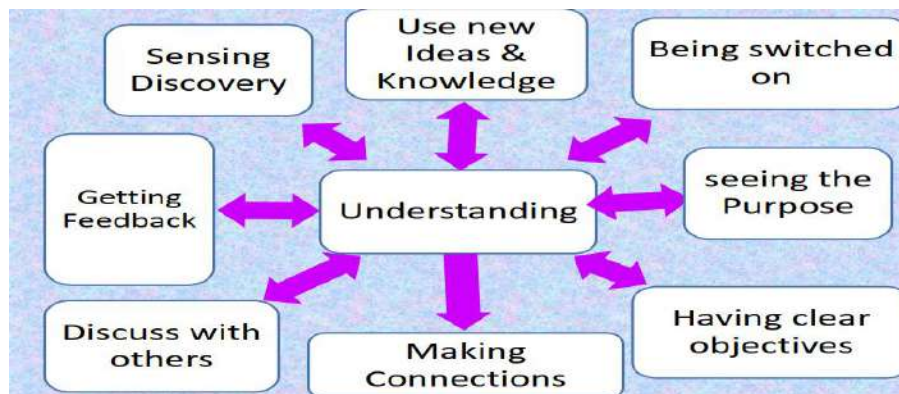 Sensing
Discovery
Use new
Ideas &
Knowledge
Being switched
on
Getting
Feedback
Understanding
seeing the
Purpose
Discuss with
others
Making
Connections
Having clear
objectives